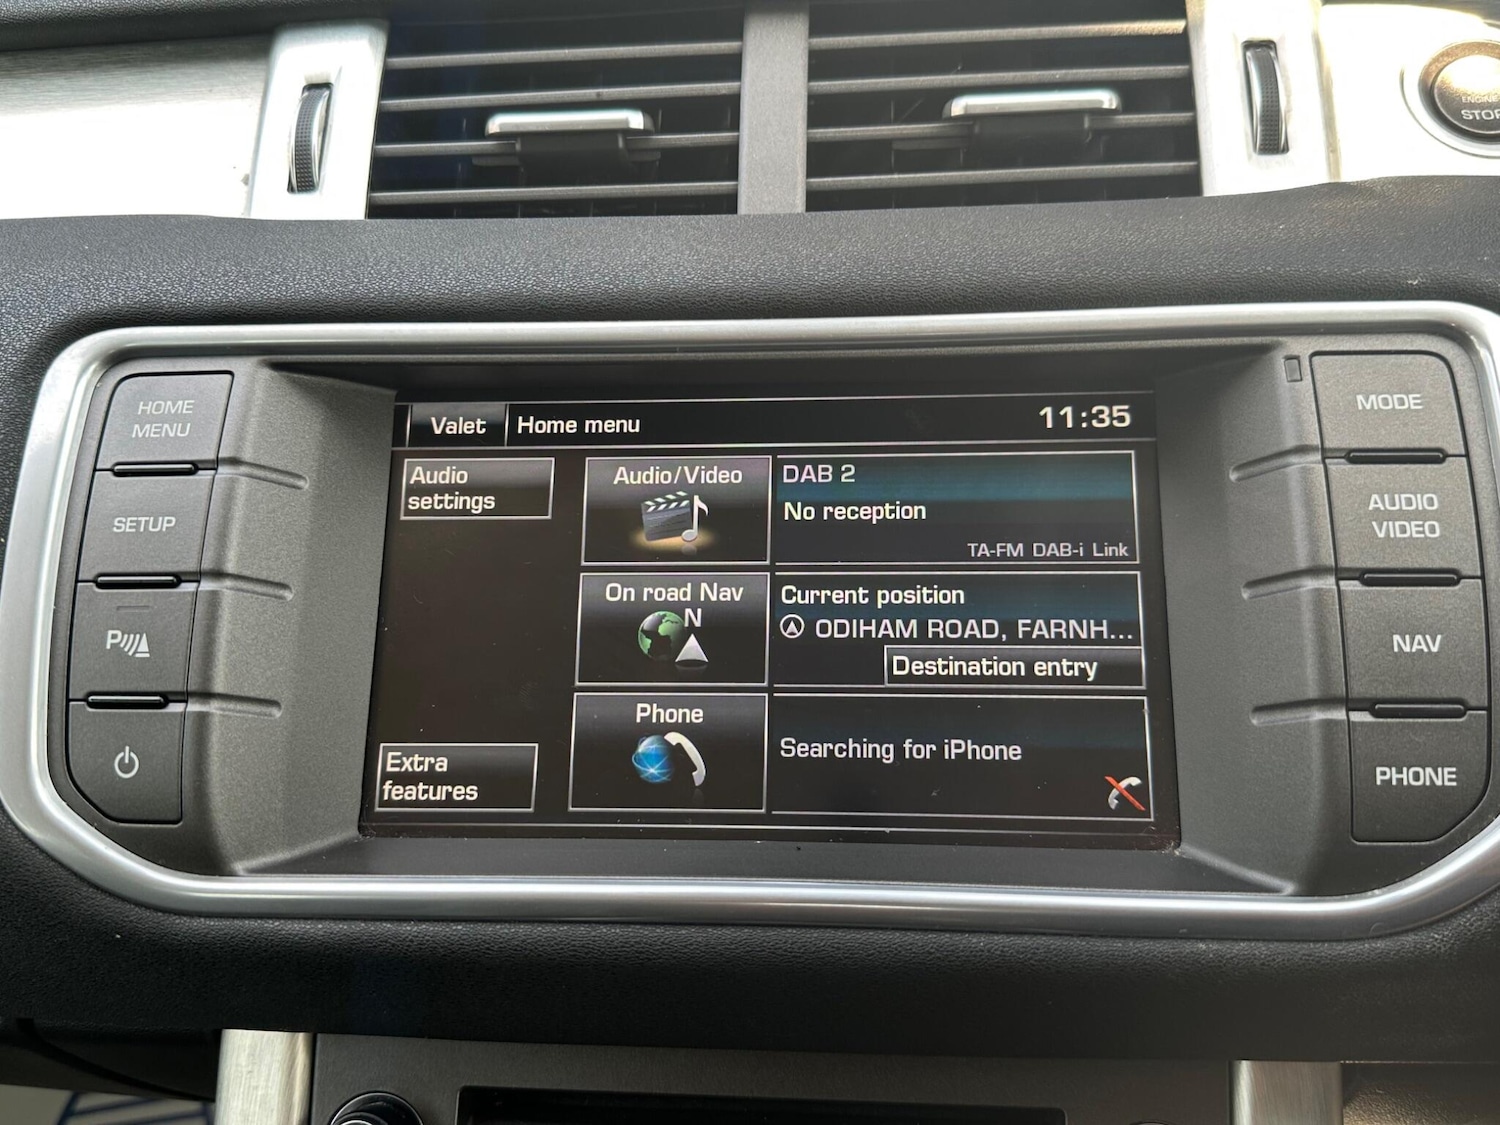 ENGINE
STOP
HOME
MENU
SETUP
P
Valet
Home menu
11:35
Audio
settings
Audio/Video
DAB 2
No reception
TA-FM DAB-i Link
On road Nav
N
Current position
ODIHAM ROAD, FARNH...
Destination entry
Phone
Searching for iPhone
Extra
features
MODE
AUDIO
VIDEO
NAV
PHONE